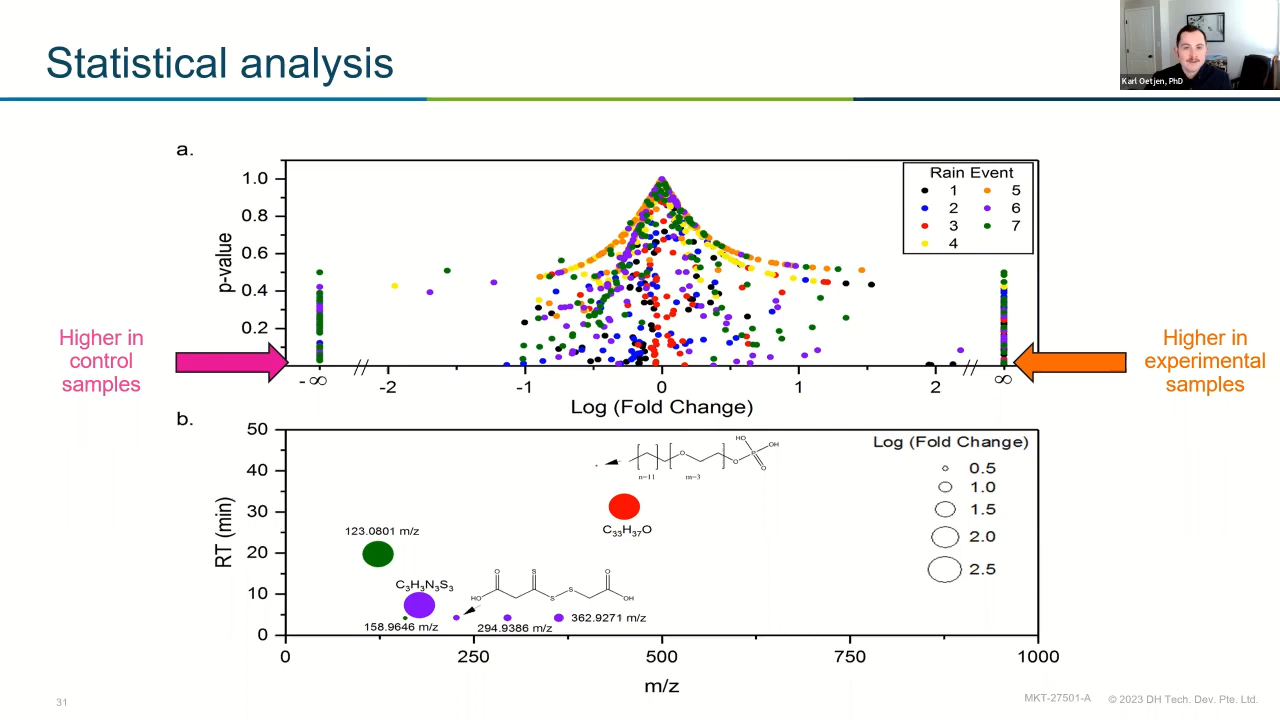 Statistical analysis
Karl Oetjen, PhD
a.
p-value
1.0
0.8
0.6
0.4
0.2
Rain Event
1 5
2 6
3 7
4
Higher in
control
samples
Higher in
experimental
samples
-∞ -2 -1 0 1 2 ∞
Log (Fold Change)
b.
RT (min)
50
40
30
20
10
0
HO
OH
O
P
O
O
n=11 m=3
Log (Fold Change)
0.5
1.0
1.5
2.0
2.5
C33H37O
123.0801 m/z
C3H3N3S3
O S O
HO S S OH
158.9646 m/z
294.9386 m/z
362.9271 m/z
0 250 500 750 1000
m/z
31
MKT-27501-A © 2023 DH Tech. Dev. Pte. Ltd.